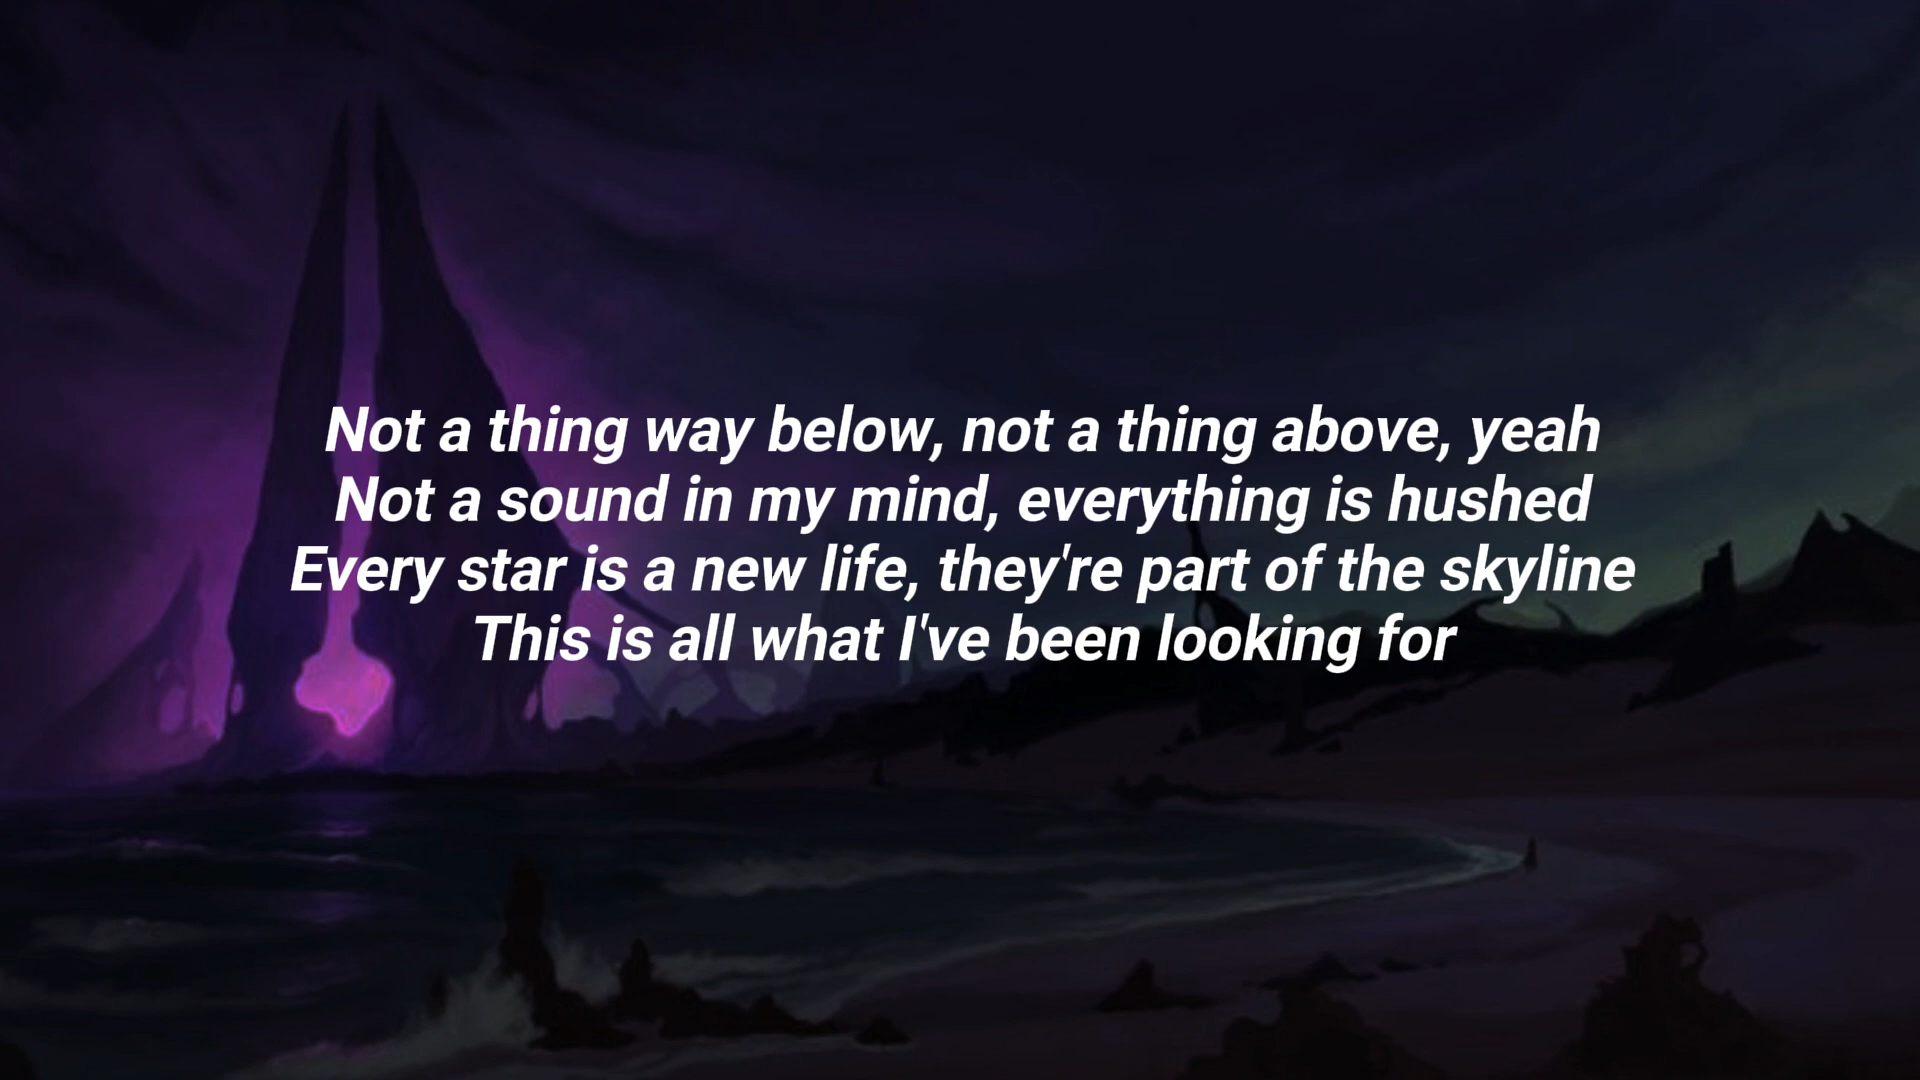 Not a thing way below, not a thing above, yeah
Not a sound in my mind, everything is hushed
Every star is a new life, they're part of the skyline
This is all what I've been looking for